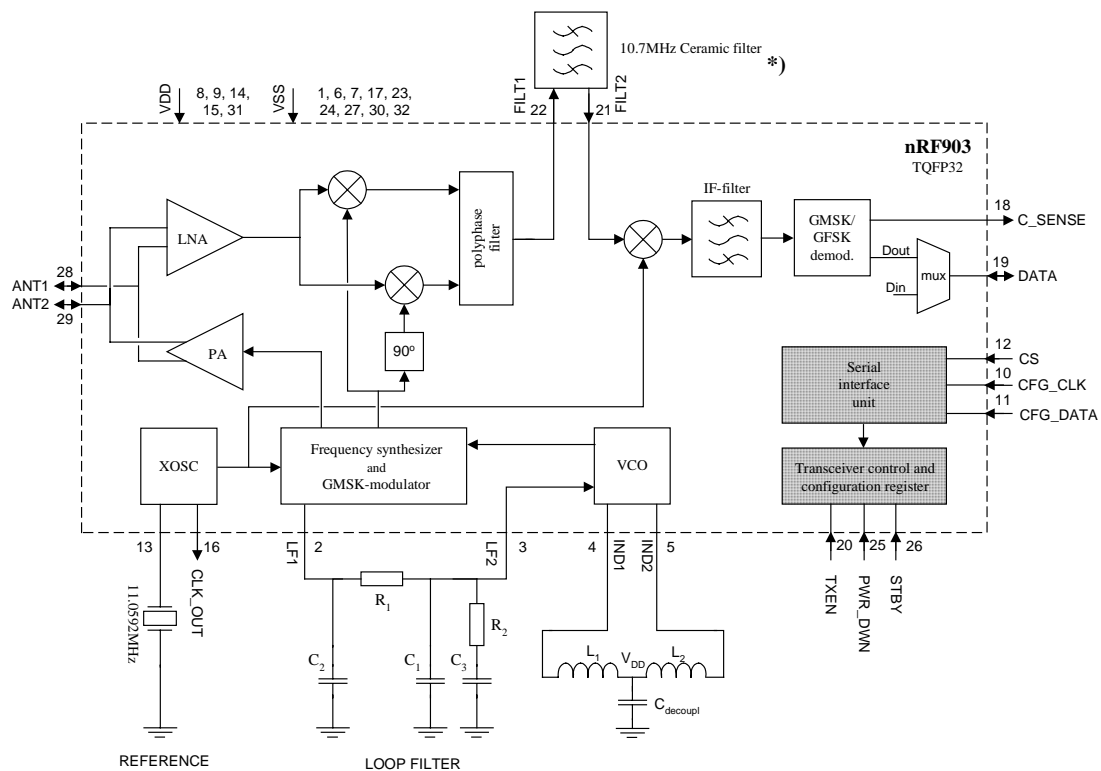 10.7MHz Ceramic filter *)
FILT1
FILT2
22
21
VDD
8, 9, 14,
15, 31
VSS
1, 6, 7, 17, 23,
24, 27, 30, 32
nRF903
TQFP32
LNA
polyphase
filter
IF-filter
GMSK/
GFSK
demod.
18
C_SENSE
Dout
Din
mux
19
DATA
28
ANT1
ANT2
29
PA
90º
12
CS
10
CFG_CLK
11
CFG_DATA
Serial
interface
unit
XOSC
Frequency synthesizer
and
GMSK-modulator
VCO
Transceiver control and
configuration register
13
16
LF1
2
LF2
3
4
IND1
IND2
5
20
25
26
TXEN
PWR_DWN
STBY
CLK_OUT
11.0592MHz
R1
R2
C2
C1
C3
L1
VDD
L2
Cdecoupl
REFERENCE
LOOP FILTER